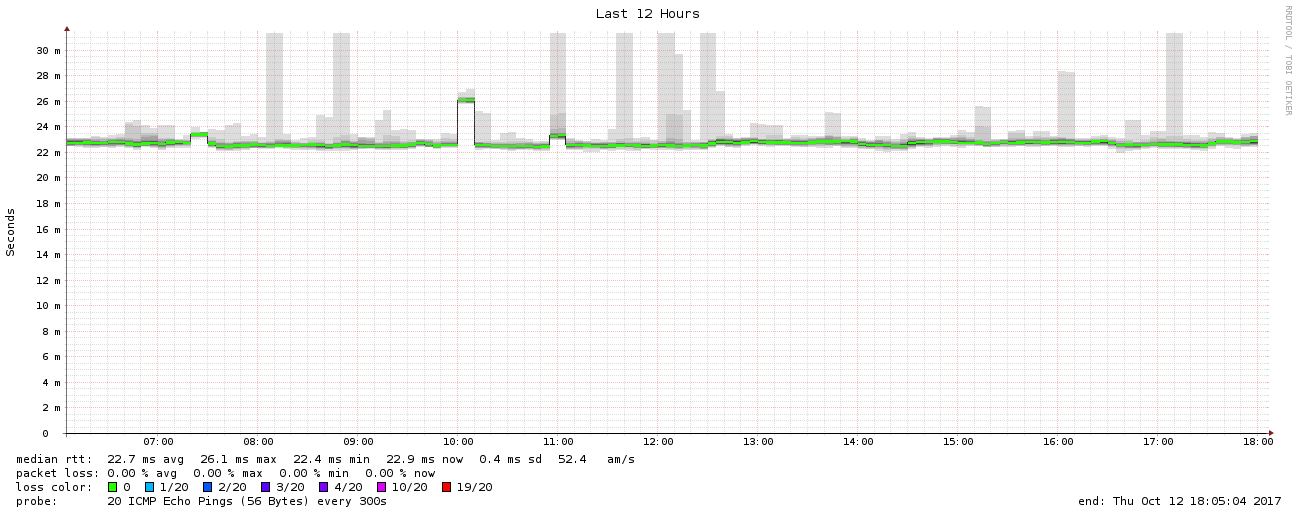 Last 12 Hours
RRDTOOL / TOBI OETIKER
Seconds
30 m
28 m
26 m
24 m
22 m
20 m
18 m
16 m
14 m
12 m
10 m
8 m
6 m
4 m
2 m
0
07:00 08:00 09:00 10:00 11:00 12:00 13:00 14:00 15:00 16:00 17:00 18:00
median rtt: 22.7 ms avg 26.1 ms max 22.4 ms min 22.9 ms now 0.4 ms sd 52.4 am/s
packet loss: 0.00 % avg 0.00 % max 0.00 % min 0.00 % now
loss color: 0 1/20 2/20 3/20 4/20 10/20 19/20
probe: 20 ICMP Echo Pings (56 Bytes) every 300s end: Thu Oct 12 18:05:04 2017